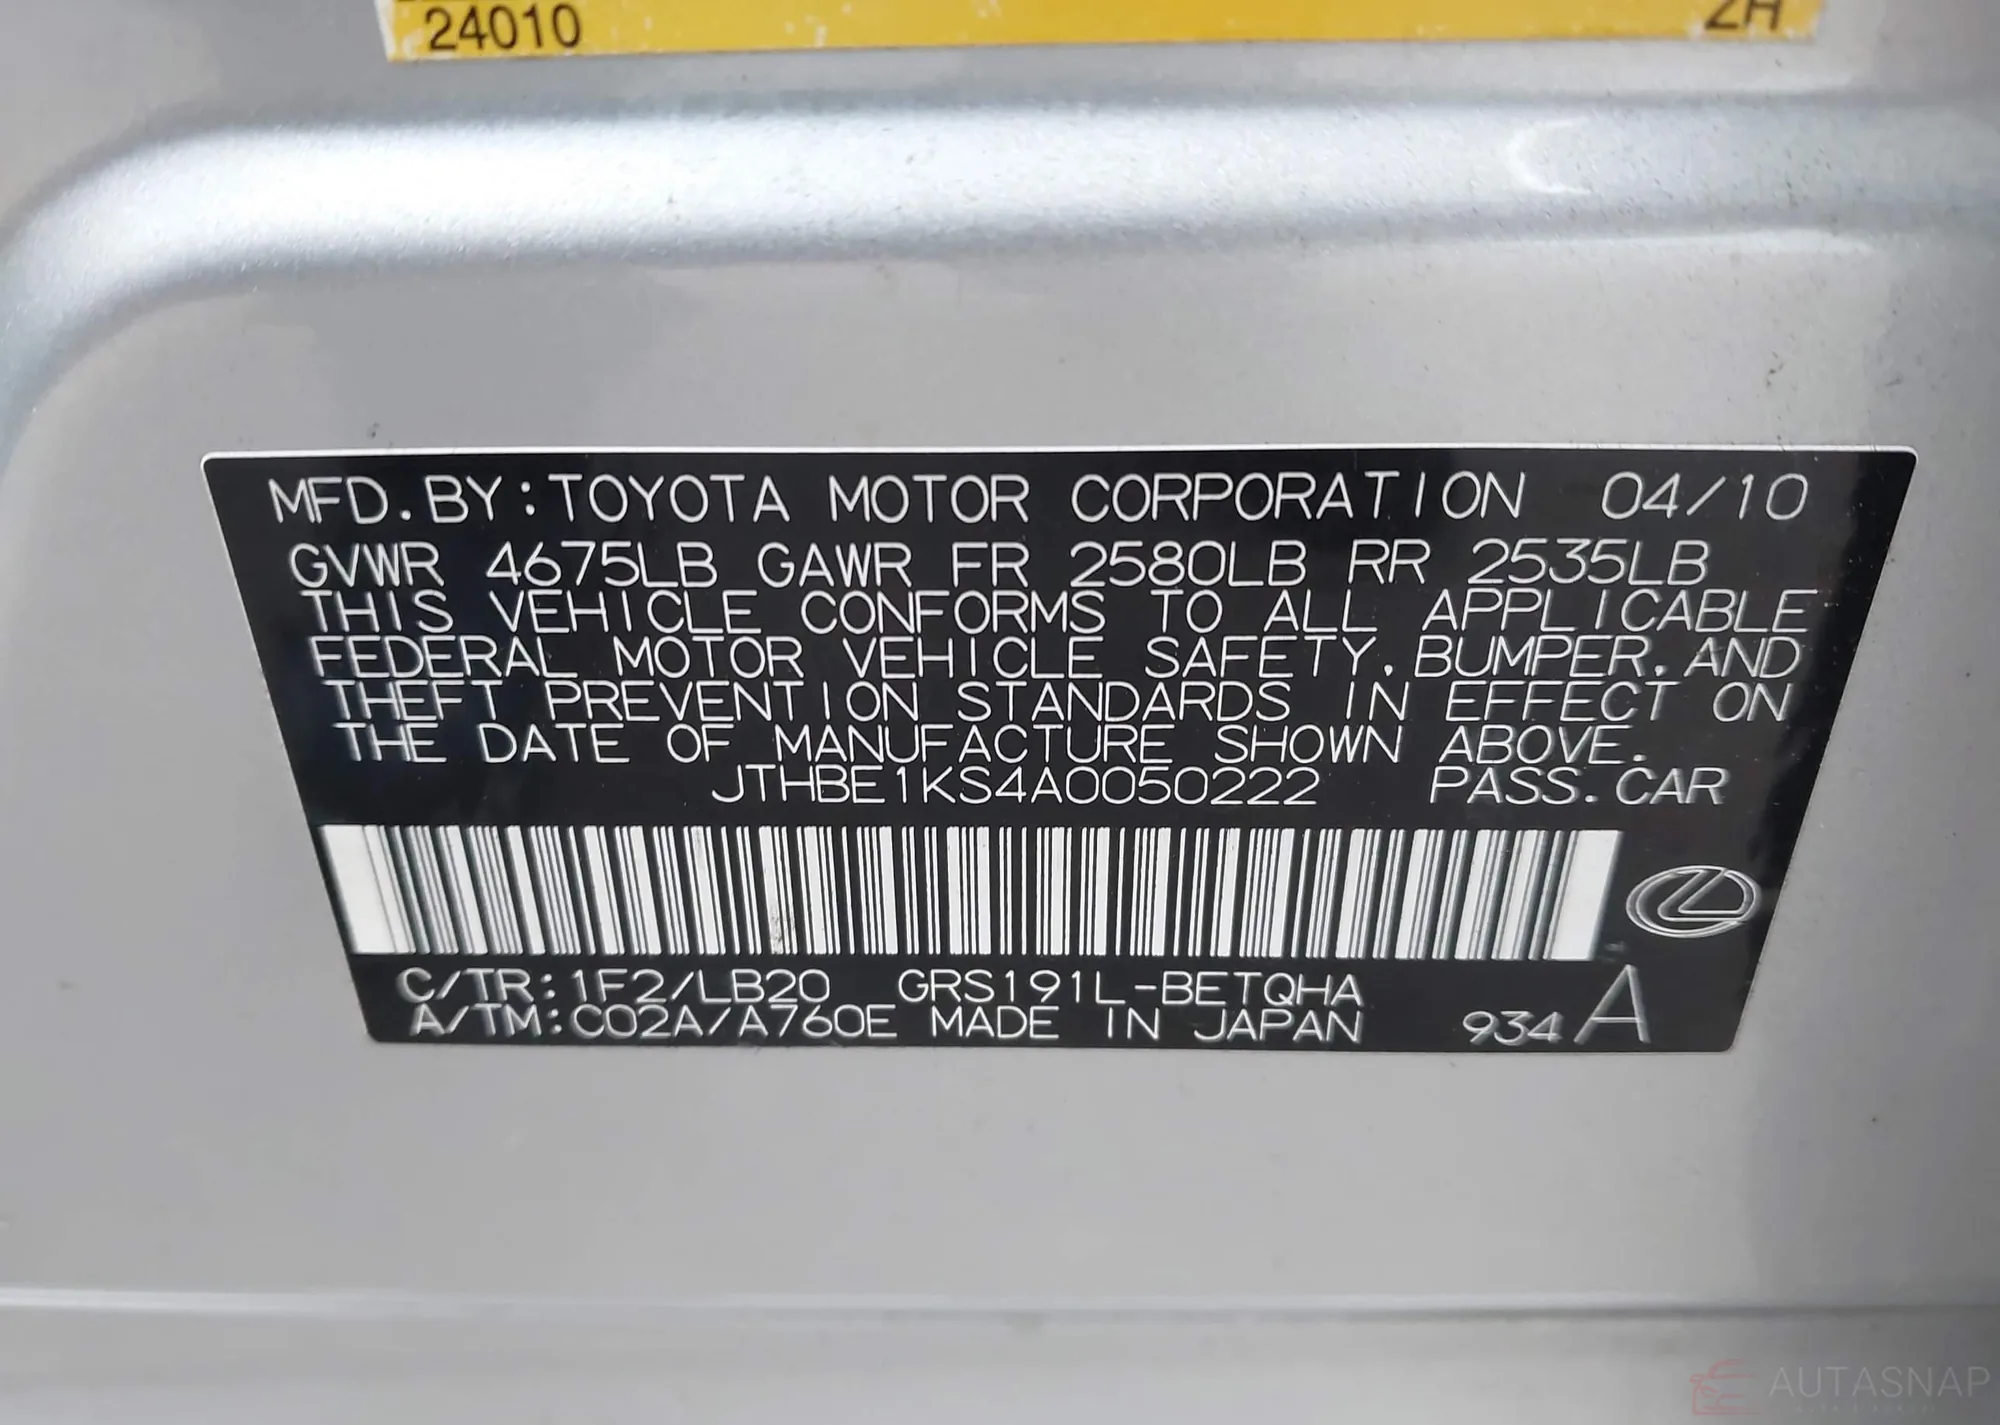 24010
2H
MFD. BY: TOYOTA MOTOR CORPORATION 04/10
GVWR 4675LB GAWR FR 2580LB RR 2535LB
THIS VEHICLE CONFORMS TO ALL APPLICABLE
FEDERAL MOTOR VEHICLE SAFETY, BUMPER, AND
THEFT PREVENTION STANDARDS IN EFFECT ON
THE DATE OF MANUFACTURE SHOWN ABOVE.
JTHBE1KS4A0050222 PASS. CAR
C/TR: 1F2/LB20 GRS191L-BETQHA
A/TM: C02A/A760E MADE IN JAPAN 934A
AUTASNAP